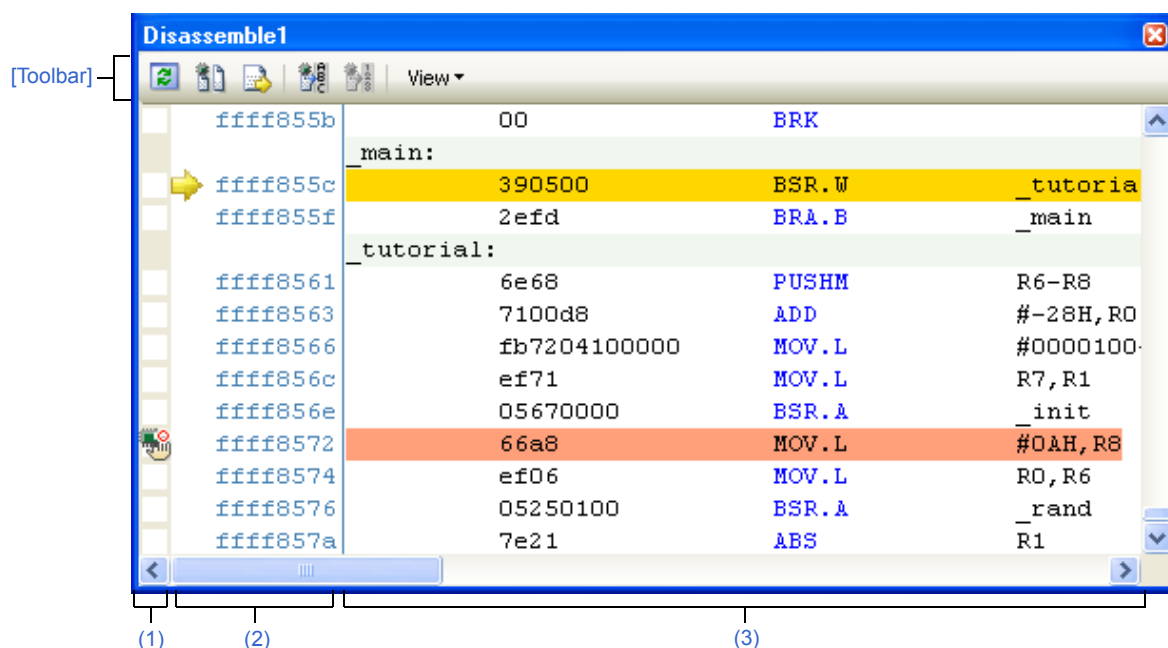 Disassemble1
[Toolbar]
View
ffff855b 00 BRK
_main:
ffff855c 390500 BSR.W _tutoria
ffff855f 2efd BRA.B _main
_tutorial:
ffff8561 6e68 PUSHM R6-R8
ffff8563 7100d8 ADD #-28H,R0
ffff8566 fb7204100000 MOV.L #0000100
ffff856c ef71 MOV.L R7,R1
ffff856e 05670000 BSR.A _init
ffff8572 66a8 MOV.L #0AH,R8
ffff8574 ef06 MOV.L R0,R6
ffff8576 05250100 BSR.A _rand
ffff857a 7e21 ABS R1
(1) (2) (3)